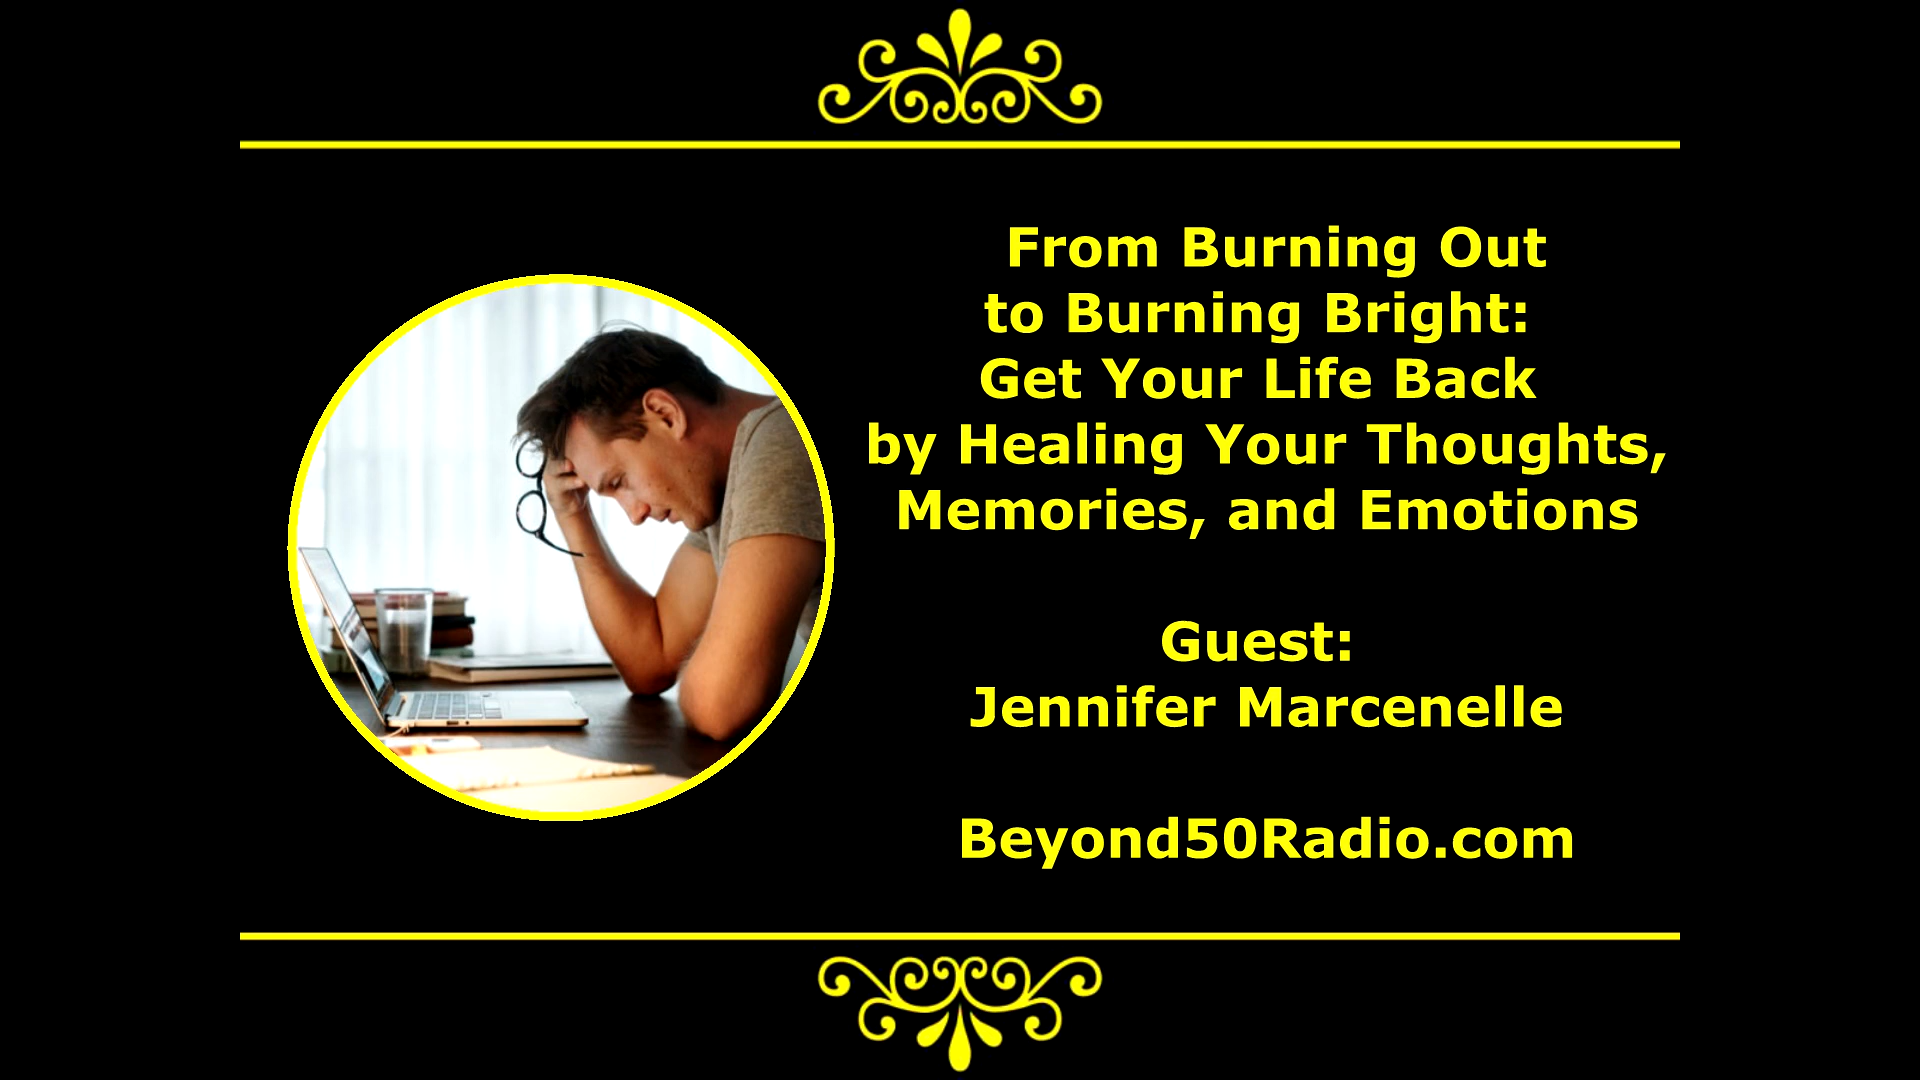 From Burning Out
to Burning Bright:
Get Your Life Back
by Healing Your Thoughts,
Memories, and Emotions
Guest:
Jennifer Marcenelle
Beyond50Radio.com